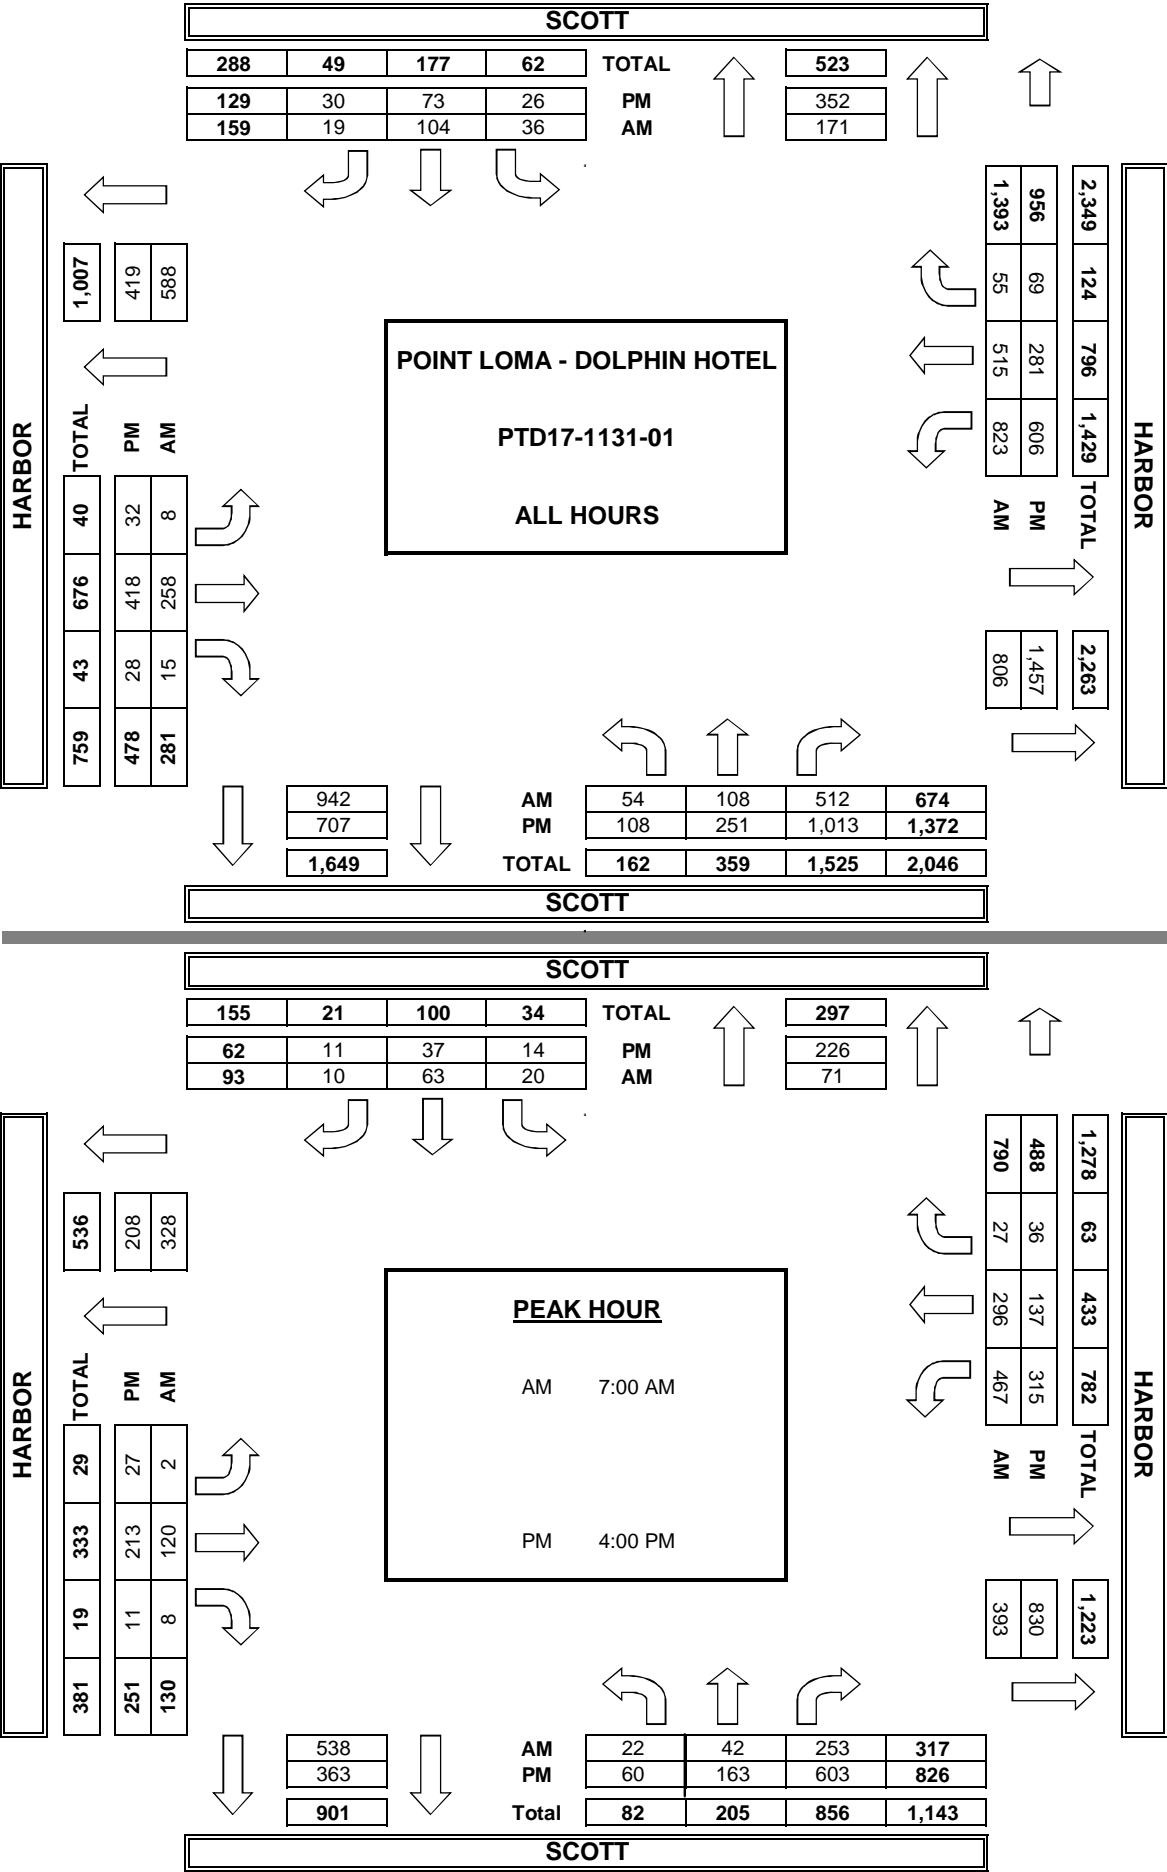 SCOTT
288 49 177 62 TOTAL 523
129 30 73 26 PM 352
159 19 104 36 AM 171
HARBOR
1,007
419
588
TOTAL 40 676 43 759
PM 32 418 28 478
AM 8 258 15 281
POINT LOMA - DOLPHIN HOTEL
PTD17-1131-01
ALL HOURS
2,349 124 796 1,429 TOTAL 2,263
956 69 281 606 PM 1,457
1,393 55 515 823 AM 806
HARBOR
942 AM 54 108 512 674
707 PM 108 251 1,013 1,372
1,649 TOTAL 162 359 1,525 2,046
SCOTT
SCOTT
155 21 100 34 TOTAL 297
62 11 37 14 PM 226
93 10 63 20 AM 71
HARBOR
536
208
328
TOTAL 29 333 19 381
PM 27 213 11 251
AM 2 120 8 130
PEAK HOUR
AM 7:00 AM
PM 4:00 PM
1,278 63 433 782 TOTAL 1,223
488 36 137 315 PM 830
790 27 296 467 AM 393
HARBOR
538 AM 22 42 253 317
363 PM 60 163 603 826
901 Total 82 205 856 1,143
SCOTT